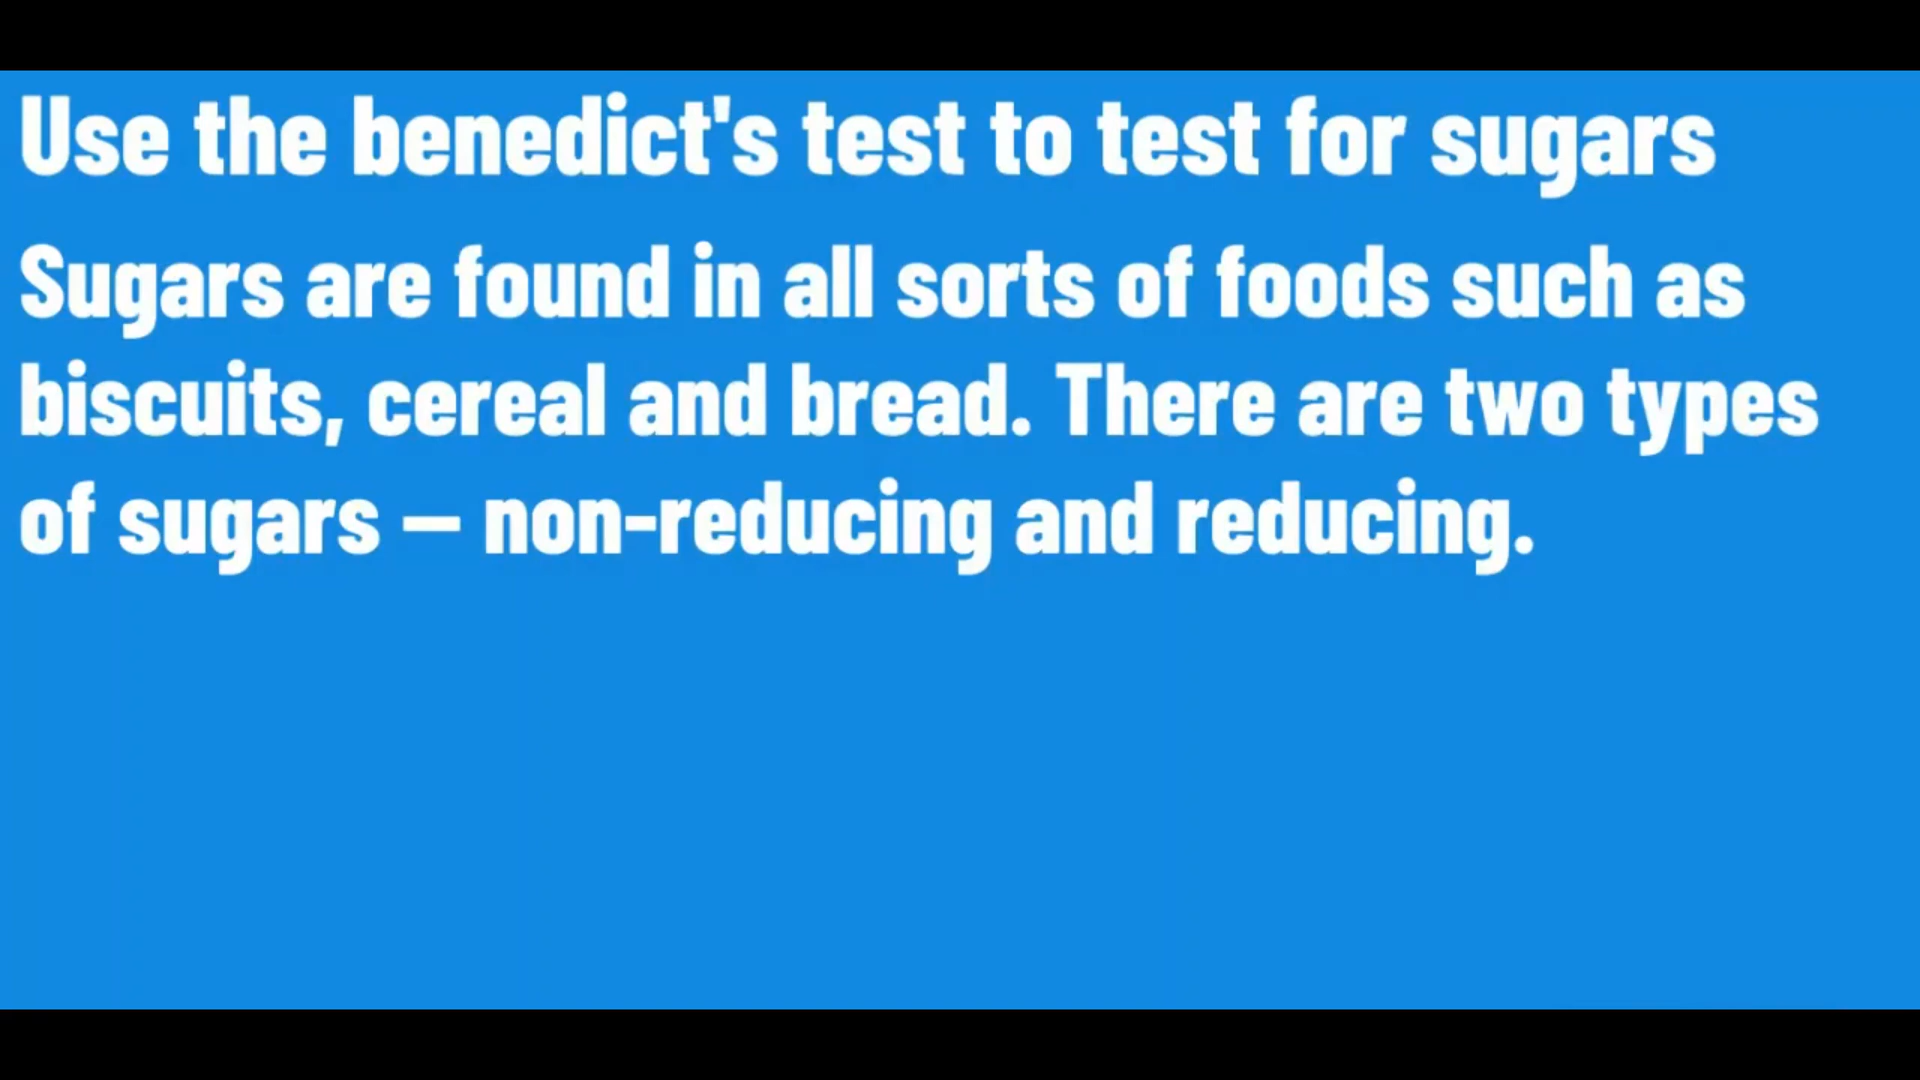 Use the benedict's test to test for sugars
Sugars are found in all sorts of foods such as
biscuits, cereal and bread. There are two types
of sugars — non-reducing and reducing.